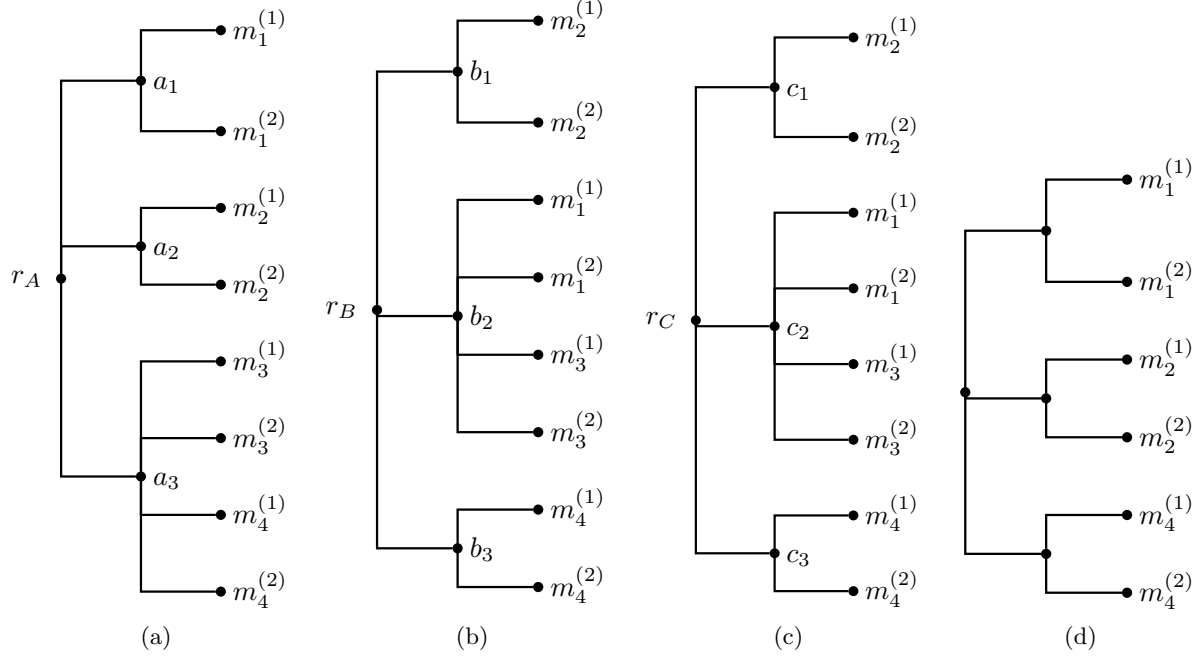 m_1^{(1)}
a_1
m_1^{(2)}
m_2^{(1)}
a_2
m_2^{(2)}
r_A
m_3^{(1)}
m_3^{(2)}
a_3
m_4^{(1)}
m_4^{(2)}
(a)
m_2^{(1)}
b_1
m_2^{(2)}
m_1^{(1)}
m_1^{(2)}
r_B
b_2
m_3^{(1)}
m_3^{(2)}
m_4^{(1)}
b_3
m_4^{(2)}
(b)
m_2^{(1)}
c_1
m_2^{(2)}
m_1^{(1)}
m_1^{(2)}
r_C
c_2
m_3^{(1)}
m_3^{(2)}
m_4^{(1)}
c_3
m_4^{(2)}
(c)
m_1^{(1)}
m_1^{(2)}
m_2^{(1)}
m_2^{(2)}
m_4^{(1)}
m_4^{(2)}
(d)